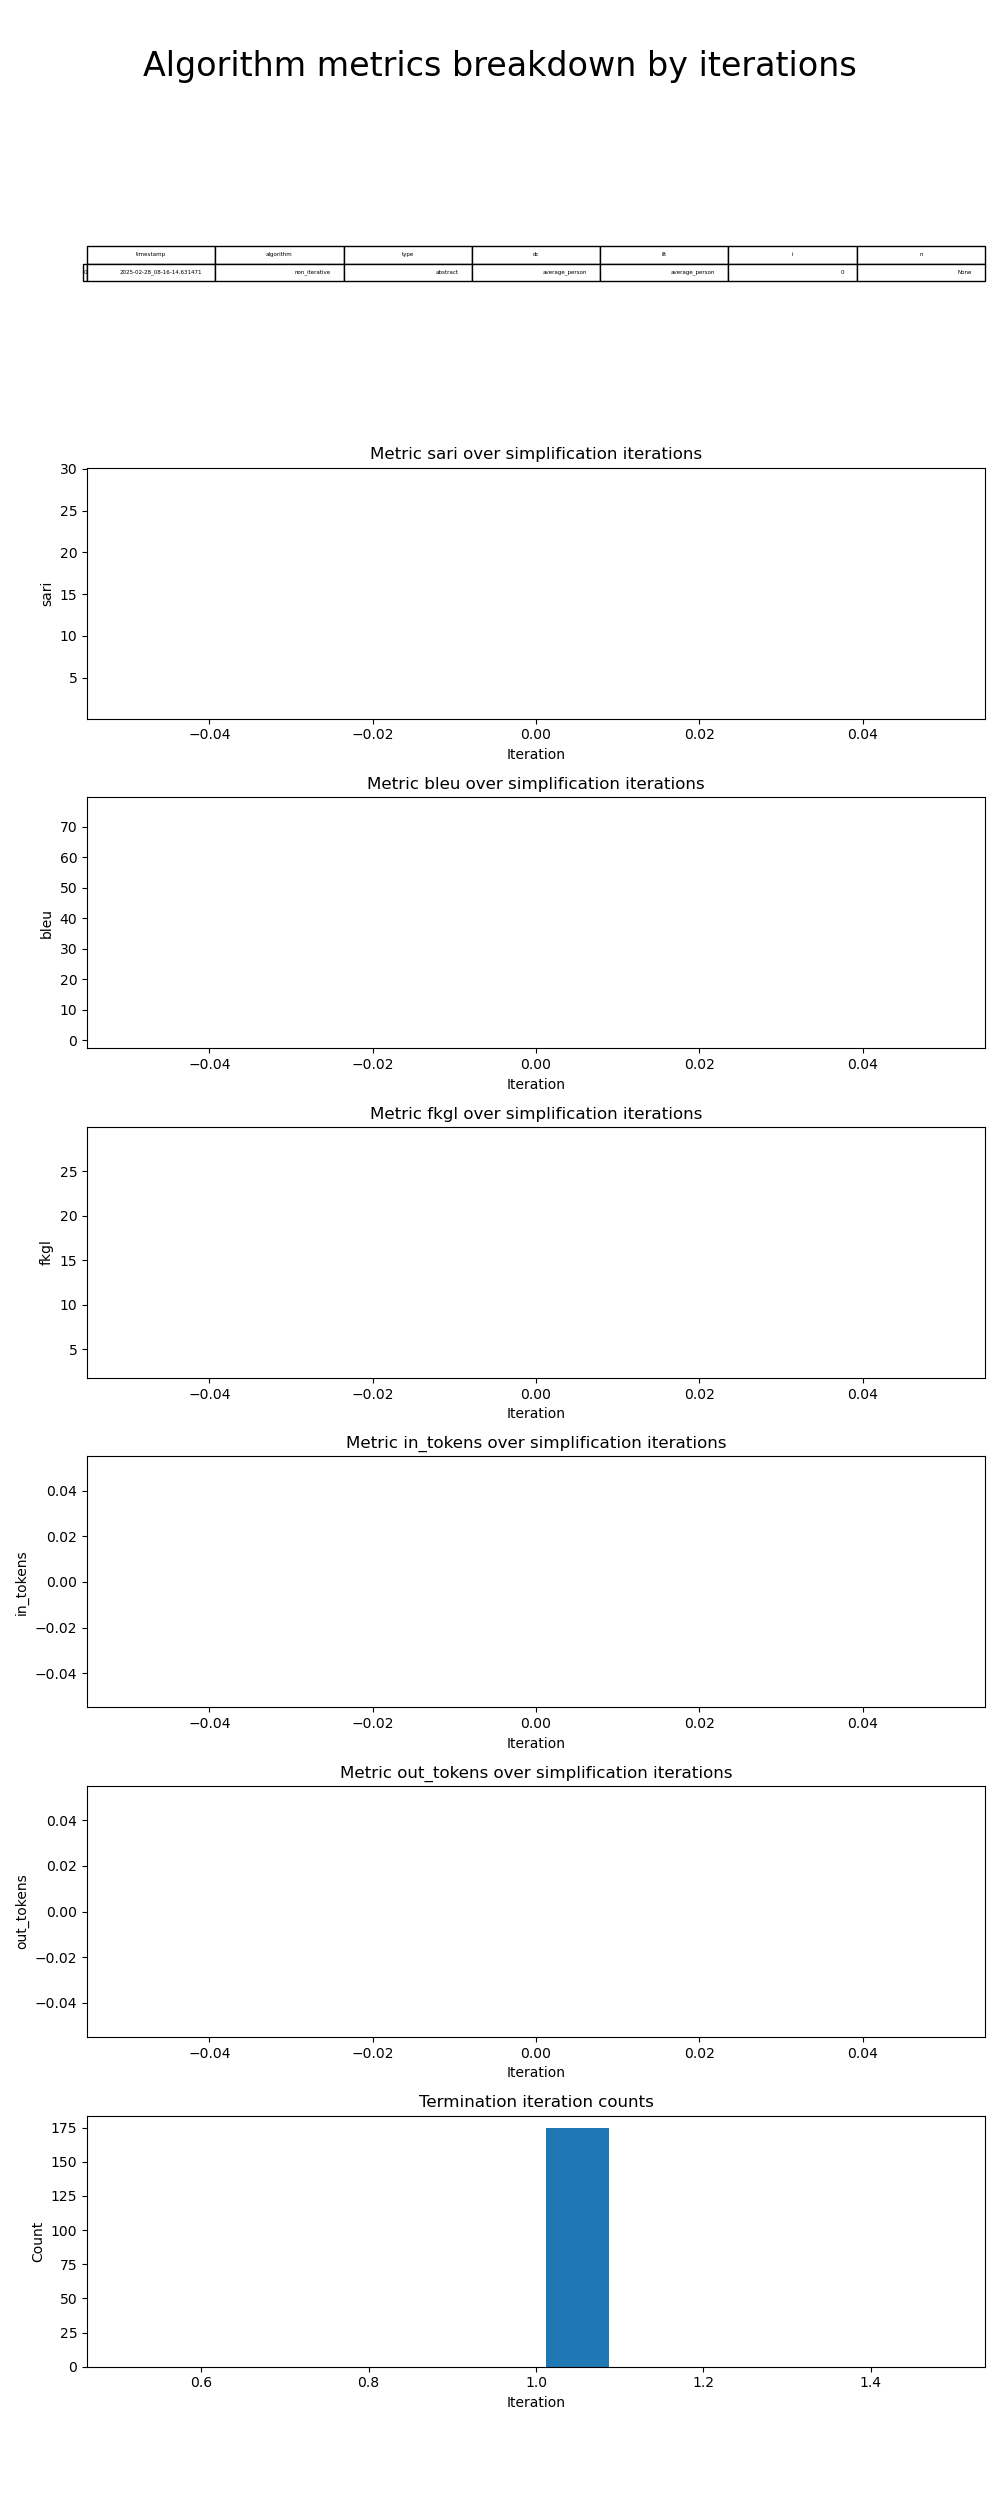 Algorithm metrics breakdown by iterations
timestamp algorithm type dc lt i n
0 2025-02-28_08-16-14.631471 non_iterative abstract average_person average_person 0 None
Metric sari over simplification iterations
30
25
20
15
10
5
sari
−0.04 −0.02 0.00 0.02 0.04
Iteration
Metric bleu over simplification iterations
70
60
50
40
30
20
10
0
bleu
−0.04 −0.02 0.00 0.02 0.04
Iteration
Metric fkgl over simplification iterations
25
20
15
10
5
fkgl
−0.04 −0.02 0.00 0.02 0.04
Iteration
Metric in_tokens over simplification iterations
0.04
0.02
0.00
−0.02
−0.04
in_tokens
−0.04 −0.02 0.00 0.02 0.04
Iteration
Metric out_tokens over simplification iterations
0.04
0.02
0.00
−0.02
−0.04
out_tokens
−0.04 −0.02 0.00 0.02 0.04
Iteration
Termination iteration counts
175
150
125
100
75
50
25
0
Count
0.6 0.8 1.0 1.2 1.4
Iteration